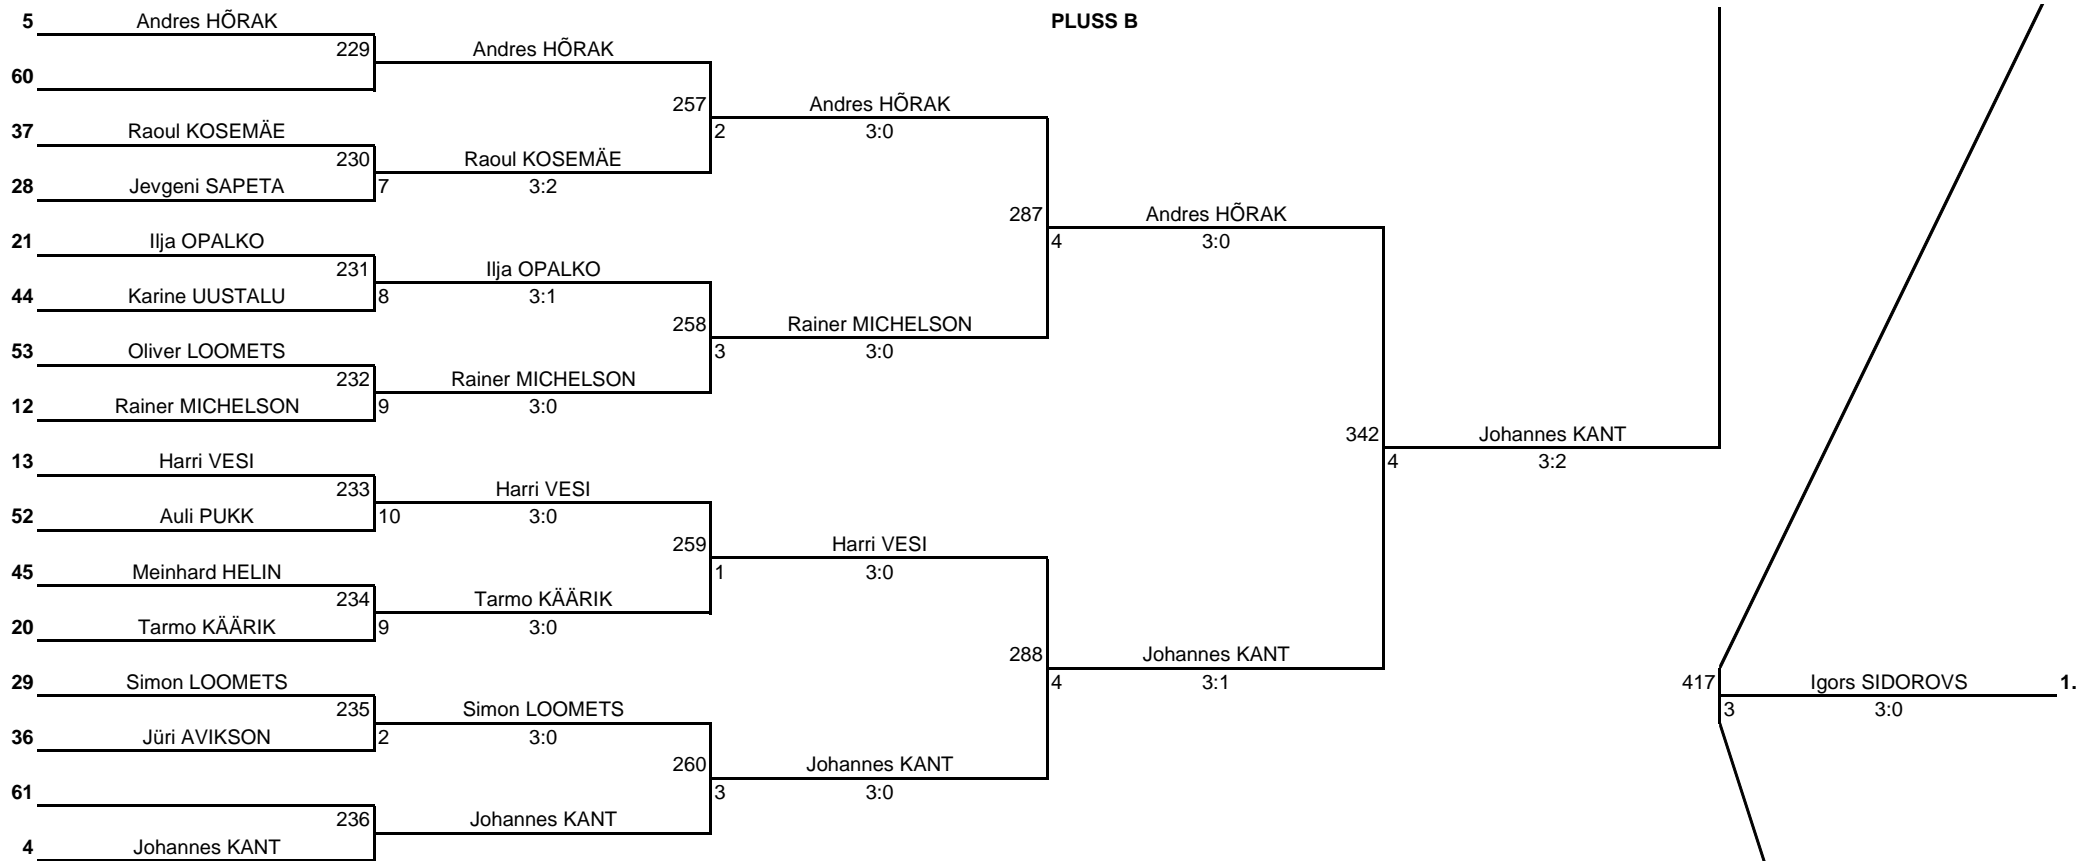 5 Andres HÕRAK PLUSS B
229 Andres HÕRAK
60
257 Andres HÕRAK
37 Raoul KOSEMÄE 2 3:0
230 Raoul KOSEMÄE
28 Jevgeni SAPETA 7 3:2
287 Andres HÕRAK
21 Ilja OPALKO 4 3:0
231 Ilja OPALKO
44 Karine UUSTALU 8 3:1
258 Rainer MICHELSON
53 Oliver LOOMETS 3 3:0
232 Rainer MICHELSON
12 Rainer MICHELSON 9 3:0
342 Johannes KANT
13 Harri VESI 4 3:2
233 Harri VESI
52 Auli PUKK 10 3:0
259 Harri VESI
45 Meinhard HELIN 1 3:0
234 Tarmo KÄÄRIK
20 Tarmo KÄÄRIK 9 3:0
288 Johannes KANT
29 Simon LOOMETS 4 3:1 417 Igors SIDOROVS 1.
235 Simon LOOMETS 3 3:0
36 Jüri AVIKSON 2 3:0
260 Johannes KANT
61 3 3:0
236 Johannes KANT
4 Johannes KANT